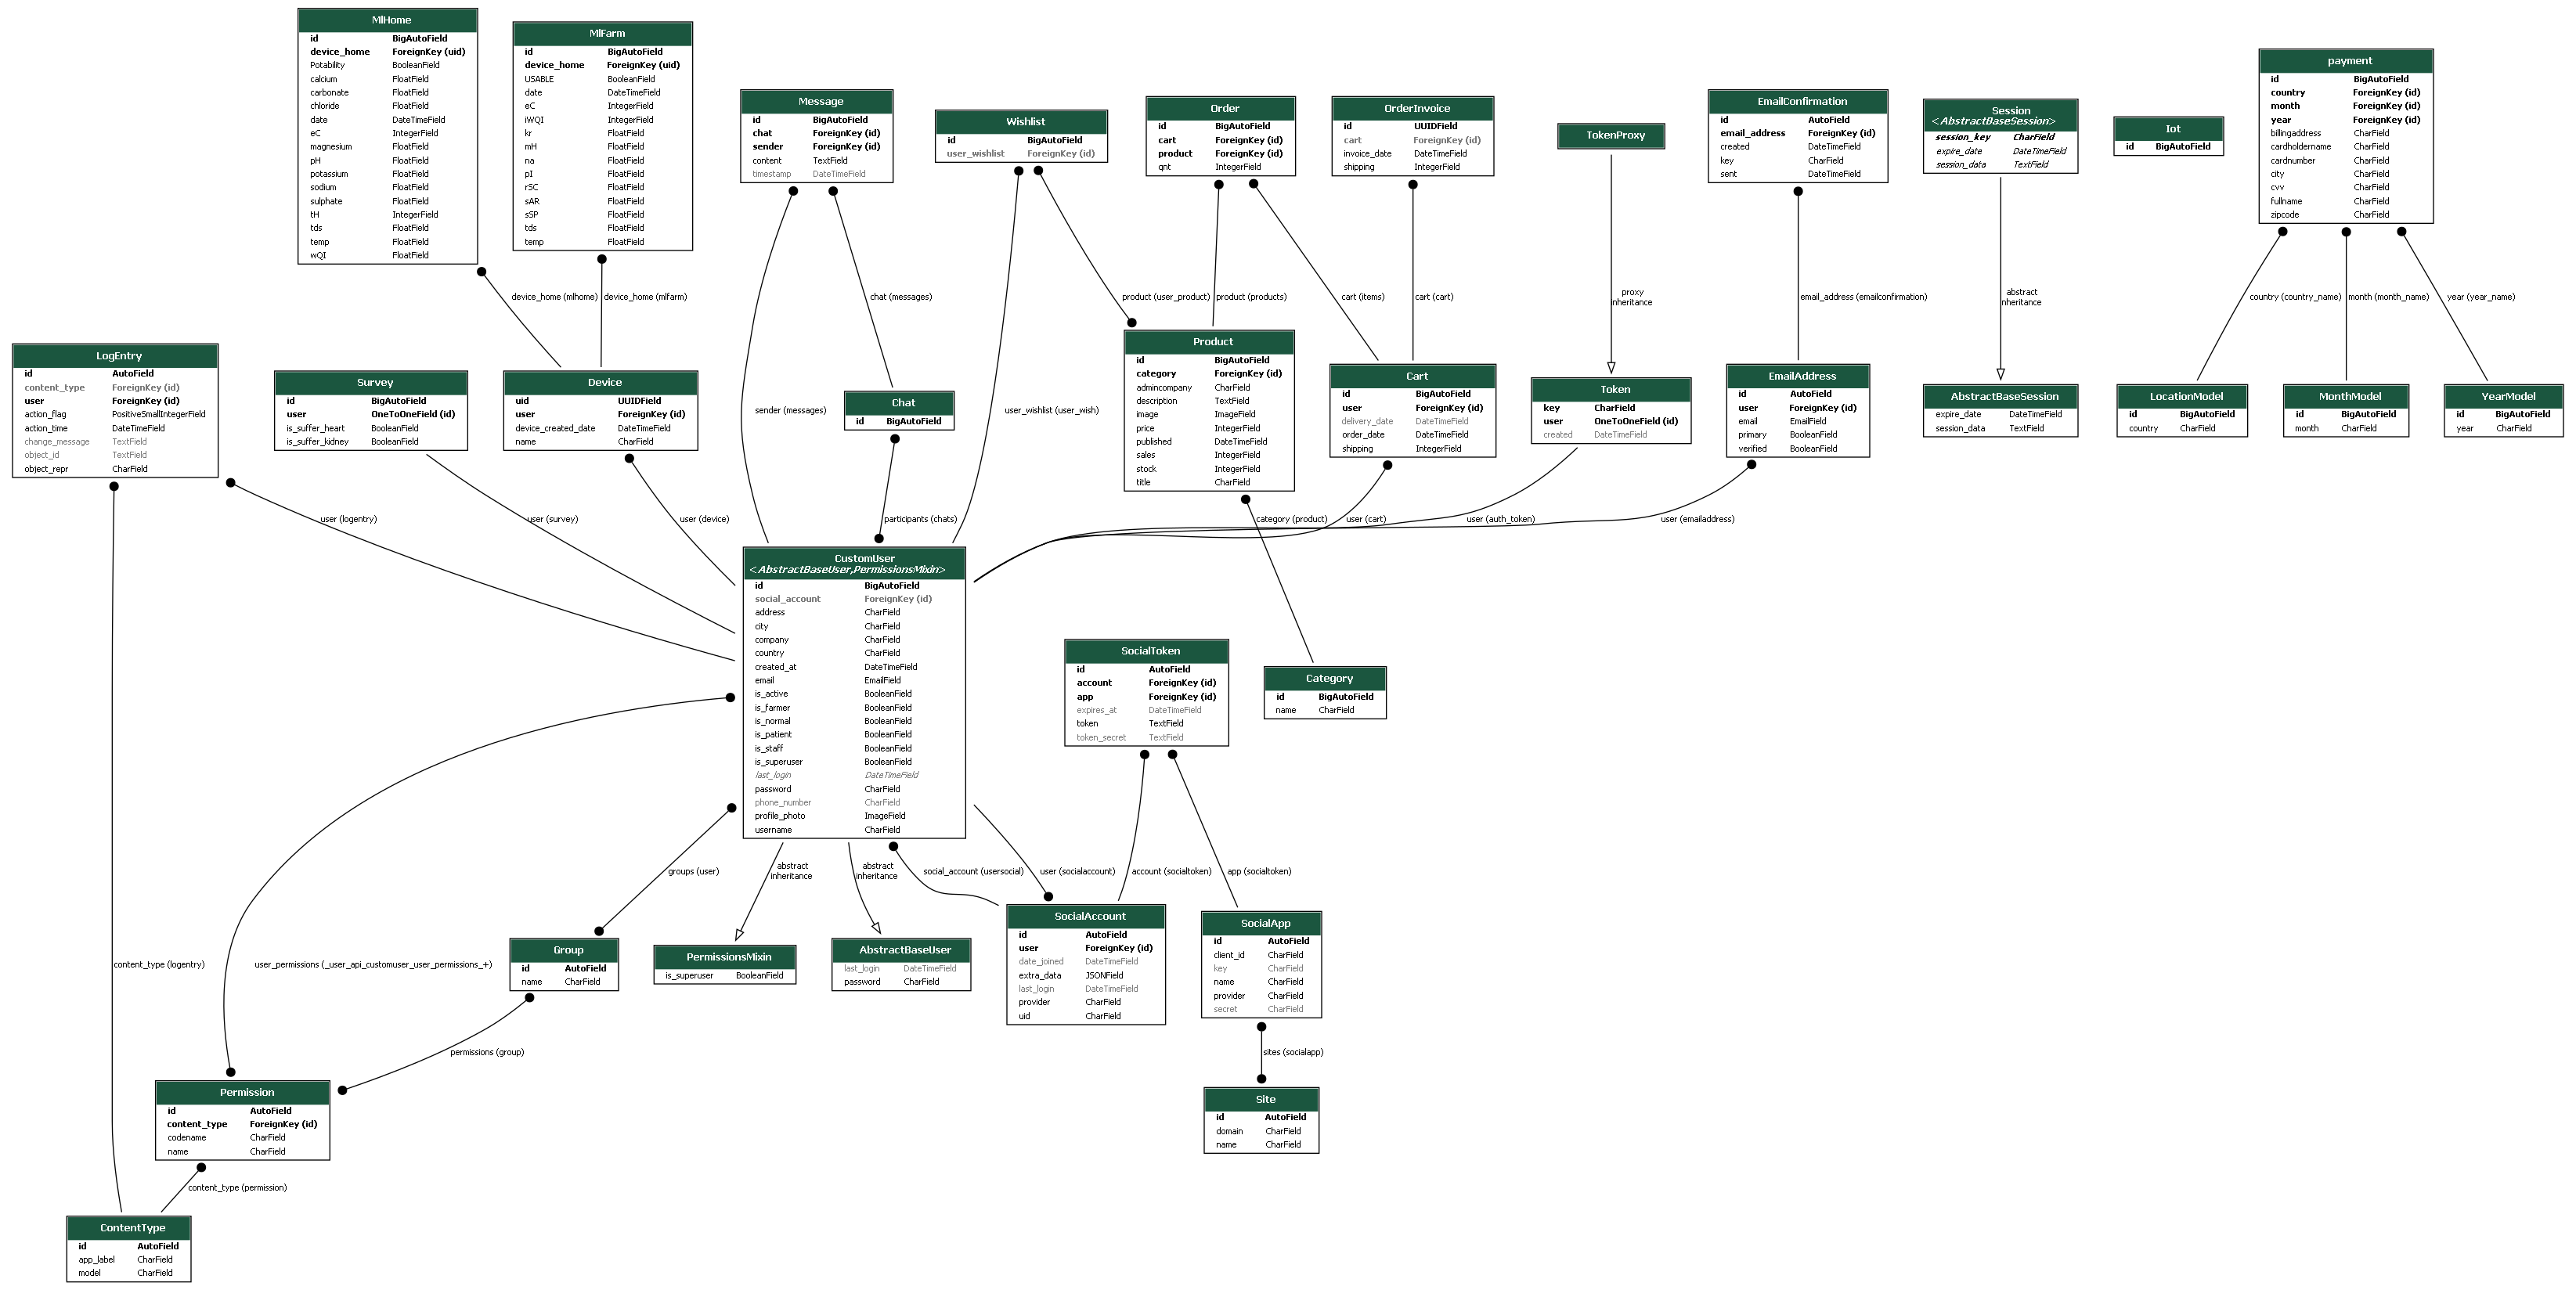 MlHome
id BigAutoField
device_home ForeignKey (uid)
Potability BooleanField
calcium FloatField
carbonate FloatField
chloride FloatField
date DateTimeField
eC IntegerField
magnesium FloatField
pH FloatField
potassium FloatField
sodium FloatField
sulphate FloatField
tH IntegerField
tds FloatField
temp FloatField
wQI FloatField
MlFarm
id BigAutoField
device_home ForeignKey (uid)
USABLE BooleanField
date DateTimeField
eC IntegerField
iWQI IntegerField
kr FloatField
mH FloatField
na FloatField
pI FloatField
rSC FloatField
sAR FloatField
sSP FloatField
tds FloatField
temp FloatField
Message
id BigAutoField
chat ForeignKey (id)
sender ForeignKey (id)
content TextField
timestamp DateTimeField
Wishlist
id BigAutoField
user_wishlist ForeignKey (id)
Order
id BigAutoField
cart ForeignKey (id)
product ForeignKey (id)
qnt IntegerField
OrderInvoice
id UUIDField
cart ForeignKey (id)
invoice_date DateTimeField
shipping IntegerField
TokenProxy
EmailConfirmation
id AutoField
email_address ForeignKey (id)
created DateTimeField
key CharField
sent DateTimeField
Session
<AbstractBaseSession>
session_key CharField
expire_date DateTimeField
session_data TextField
Iot
id BigAutoField
payment
id BigAutoField
country ForeignKey (id)
month ForeignKey (id)
year ForeignKey (id)
billingaddress CharField
cardholdername CharField
cardnumber CharField
city CharField
cvv CharField
fullname CharField
zipcode CharField
device_home (mlhome)
device_home (mlfarm)
chat (messages)
product (user_product)
product (products)
cart (items)
cart (cart)
proxy
inheritance
email_address (emailconfirmation)
abstract
inheritance
country (country_name)
month (month_name)
year (year_name)
LogEntry
id AutoField
content_type ForeignKey (id)
user ForeignKey (id)
action_flag PositiveSmallIntegerField
action_time DateTimeField
change_message TextField
object_id TextField
object_repr CharField
Survey
id BigAutoField
user OneToOneField (id)
is_suffer_heart BooleanField
is_suffer_kidney BooleanField
Device
uid UUIDField
user ForeignKey (id)
device_created_date DateTimeField
name CharField
sender (messages)
Chat
id BigAutoField
user_wishlist (user_wish)
Product
id BigAutoField
category ForeignKey (id)
admincompany CharField
description TextField
image ImageField
price IntegerField
published DateTimeField
sales IntegerField
stock IntegerField
title CharField
Cart
id BigAutoField
user ForeignKey (id)
delivery_date DateTimeField
order_date DateTimeField
shipping IntegerField
Token
key CharField
user OneToOneField (id)
created DateTimeField
EmailAddress
id AutoField
user ForeignKey (id)
email EmailField
primary BooleanField
verified BooleanField
AbstractBaseSession
expire_date DateTimeField
session_data TextField
LocationModel
id BigAutoField
country CharField
MonthModel
id BigAutoField
month CharField
YearModel
id BigAutoField
year CharField
user (logentry)
user (survey)
user (device)
participants (chats)
category (product)
user (cart)
user (auth_token)
user (emailaddress)
CustomUser
<AbstractBaseUser,PermissionsMixin>
id BigAutoField
social_account ForeignKey (id)
address CharField
city CharField
company CharField
country CharField
created_at DateTimeField
email EmailField
is_active BooleanField
is_farmer BooleanField
is_normal BooleanField
is_patient BooleanField
is_staff BooleanField
is_superuser BooleanField
last_login DateTimeField
password CharField
phone_number CharField
profile_photo ImageField
username CharField
SocialToken
id AutoField
account ForeignKey (id)
app ForeignKey (id)
expires_at DateTimeField
token TextField
token_secret TextField
Category
id BigAutoField
name CharField
groups (user)
abstract
inheritance
abstract
inheritance
social_account (usersocial)
user (socialaccount)
account (socialtoken)
app (socialtoken)
content_type (logentry)
user_permissions (_user_api_customuser_user_permissions_+)
Group
id AutoField
name CharField
PermissionsMixin
is_superuser BooleanField
AbstractBaseUser
last_login DateTimeField
password CharField
SocialAccount
id AutoField
user ForeignKey (id)
date_joined DateTimeField
extra_data JSONField
last_login DateTimeField
provider CharField
uid CharField
SocialApp
id AutoField
client_id CharField
key CharField
name CharField
provider CharField
secret CharField
permissions (group)
sites (socialapp)
Permission
id AutoField
content_type ForeignKey (id)
codename CharField
name CharField
Site
id AutoField
domain CharField
name CharField
content_type (permission)
ContentType
id AutoField
app_label CharField
model CharField